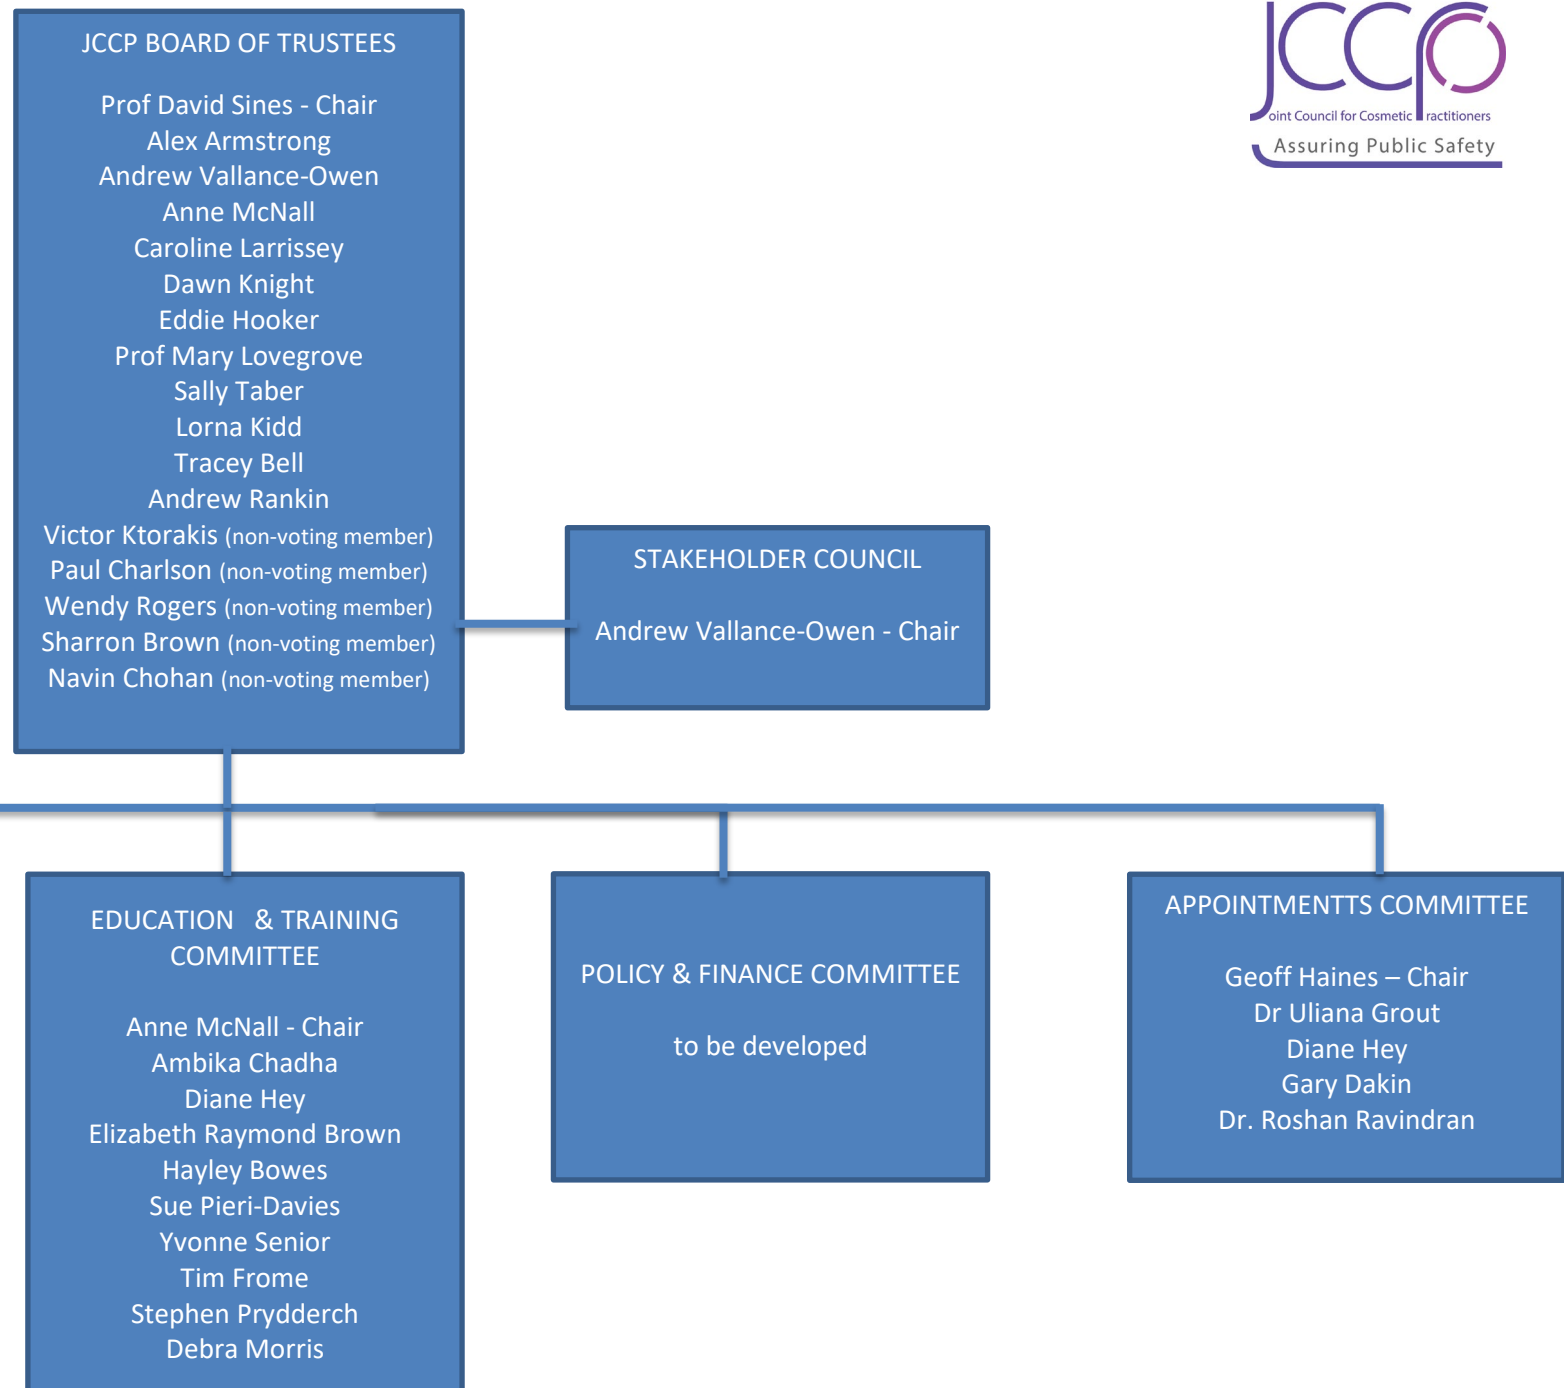 JCCP BOARD OF TRUSTEES
Prof David Sines - Chair
Alex Armstrong
Andrew Vallance-Owen
Anne McNall
Caroline Larrissey
Dawn Knight
Eddie Hooker
Prof Mary Lovegrove
Sally Taber
Lorna Kidd
Tracey Bell
Andrew Rankin
Victor Ktorakis (non-voting member)
Paul Charlson (non-voting member)
Wendy Rogers (non-voting member)
Sharron Brown (non-voting member)
Navin Chohan (non-voting member)
JCCP
Joint Council for Cosmetic Practitioners
Assuring Public Safety
STAKEHOLDER COUNCIL
Andrew Vallance-Owen - Chair
EDUCATION & TRAINING
COMMITTEE
Anne McNall - Chair
Ambika Chadha
Diane Hey
Elizabeth Raymond Brown
Hayley Bowes
Sue Pieri-Davies
Yvonne Senior
Tim Frome
Stephen Prydderch
Debra Morris
POLICY & FINANCE COMMITTEE
to be developed
APPOINTMENTTS COMMITTEE
Geoff Haines – Chair
Dr Uliana Grout
Diane Hey
Gary Dakin
Dr. Roshan Ravindran